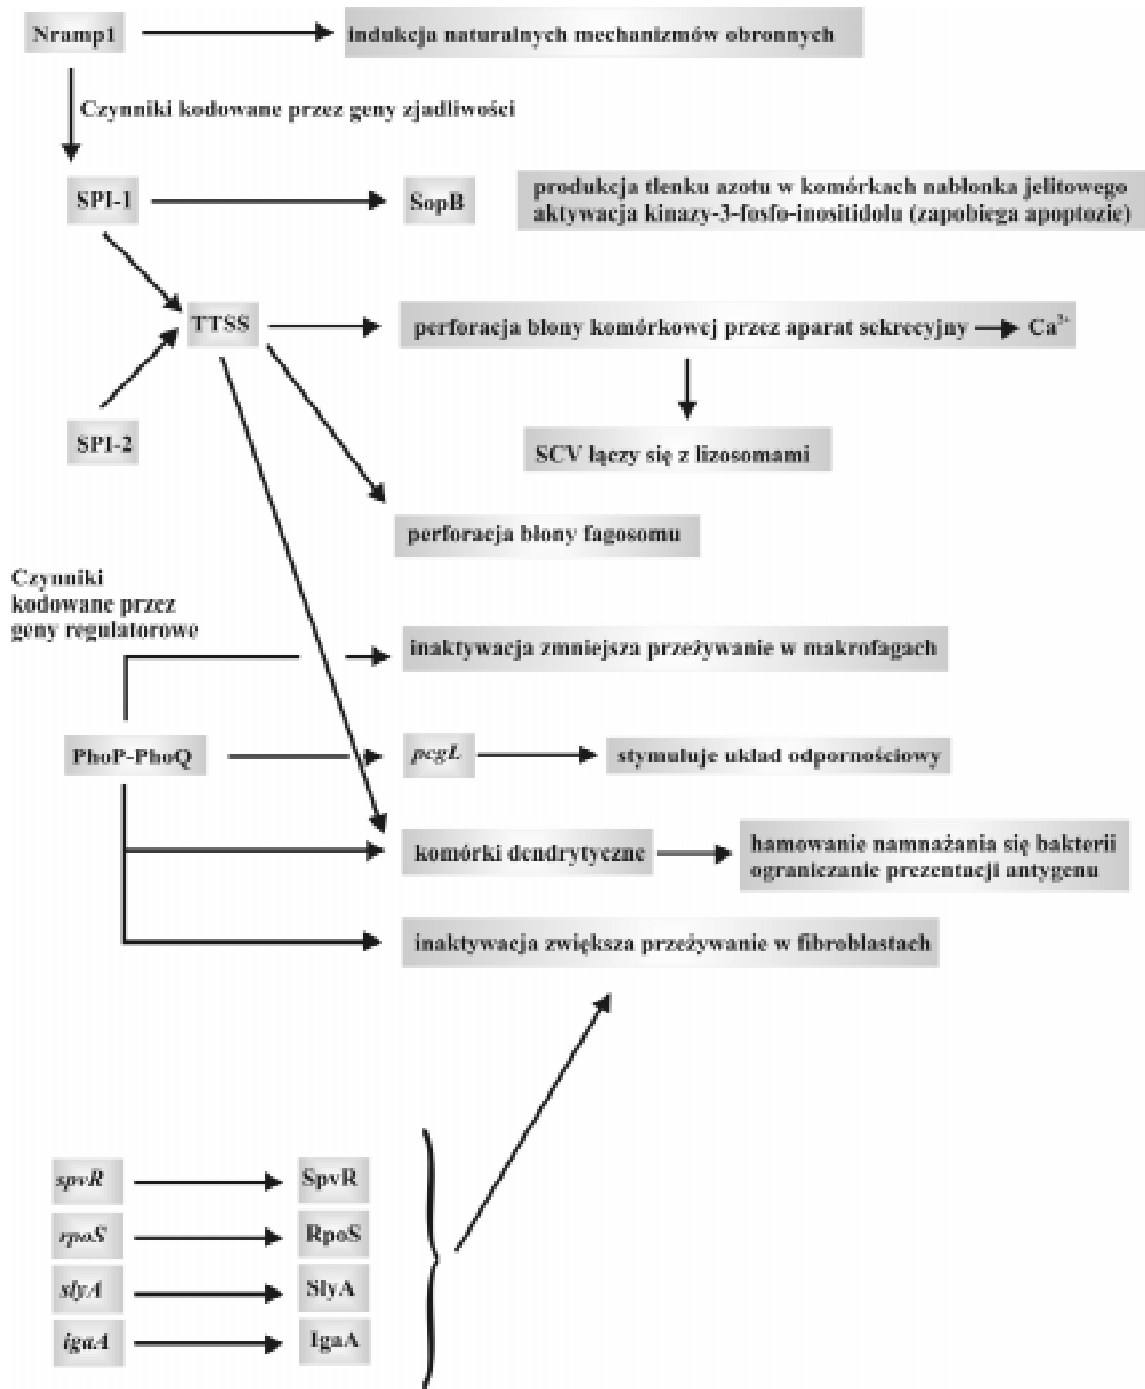 Nramp1
indukcja naturalnych mechanizmów obronnych
Czynniki kodowane przez geny zjadliwości
SPI-1
SopB
produkcja tlenku azotu w komórkach nabłonka jelitowego
aktywacja kinazy-3-fosfo-inositidolu (zapobiega apoptozie)
TTSS
perforacja błony komórkowej przez aparat sekrecyjny
Ca²⁺
SPI-2
SCV łączy się z lizosomami
perforacja błony fagosomu
Czynniki
kodowane przez
geny regulatorowe
inaktywacja zmniejsza przeżywanie w makrofagach
PhoP-PhoQ
pcgL
stymuluje układ odpornościowy
komórki dendrytyczne
hamowanie namnażania się bakterii
ograniczanie prezentacji antygenu
inaktywacja zwiększa przeżywanie w fibroblastach
spvR
SpvR
rpoS
RpoS
slyA
SlyA
igaA
IgaA